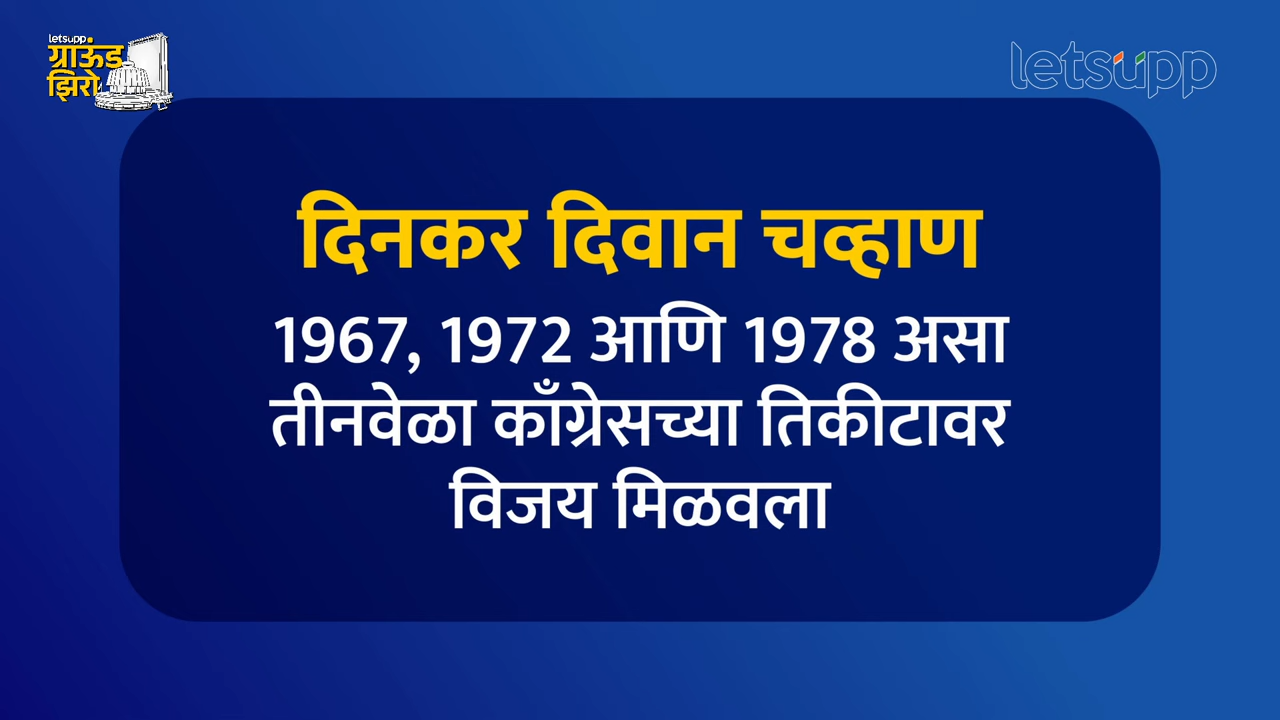 letsupp
ग्राऊंड
झिरो
letsupp
दिनकर दिवान चव्हाण
1967, 1972 आणि 1978 असा
तीनवेळा काँग्रेसच्या तिकीटावर
विजय मिळवला